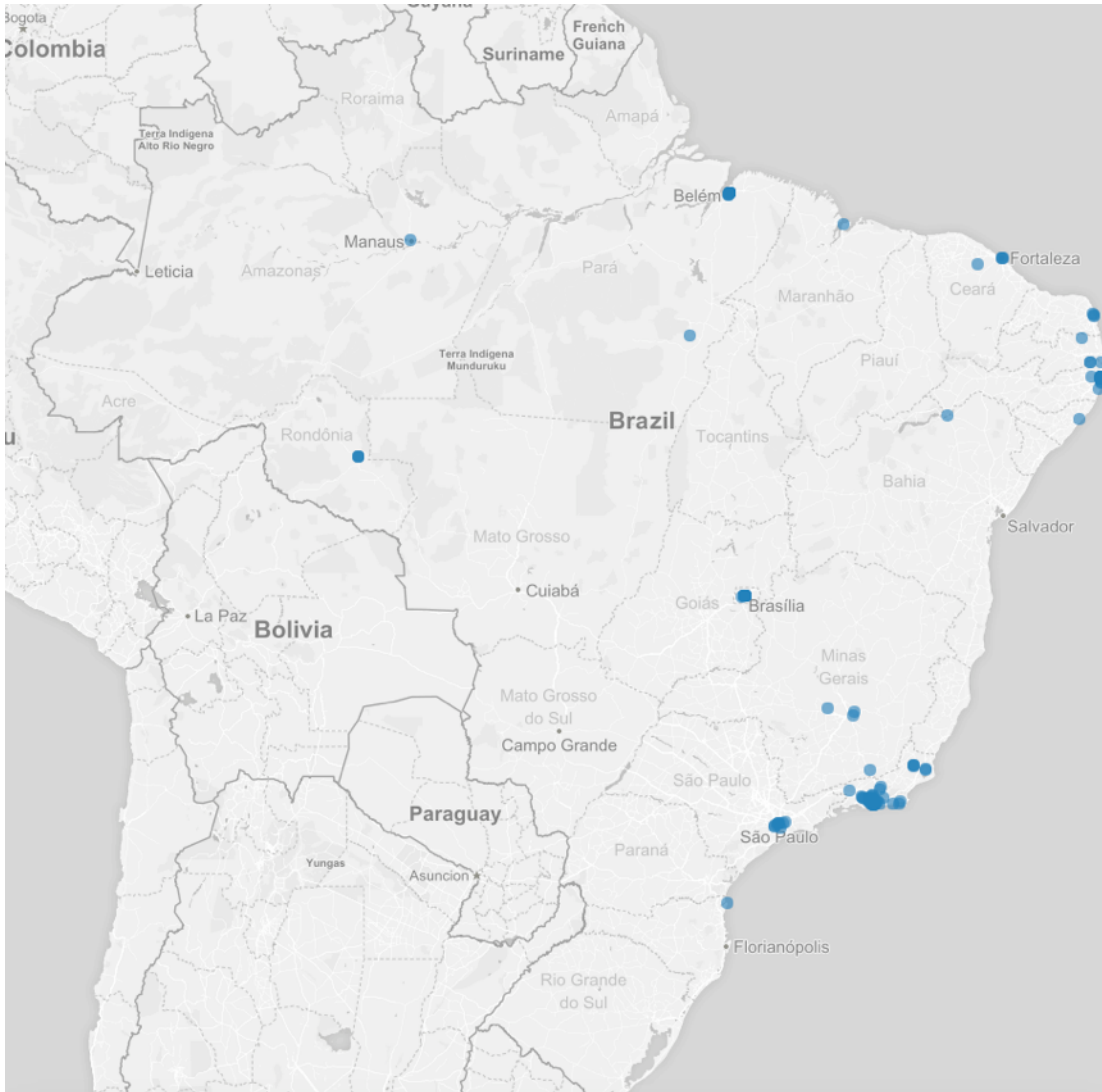 Bogota
Colombia
Guyana
Suriname
French
Guiana
Roraima
Amapá
Terra Indígena
Alto Rio Negro
Belém
Manaus
Leticia
Amazonas
Pará
Fortaleza
Ceará
Maranhão
Terra Indígena
Munduruku
Piauí
Acre
Brazil
u
Rondônia
Tocantins
Bahia
Salvador
Mato Grosso
Cuiabá
Goiás
Brasília
La Paz
Bolivia
Minas
Gerais
Mato Grosso
do Sul
Campo Grande
São Paulo
Paraguay
São Paulo
Paraná
Yungas
Asuncion
Florianópolis
Rio Grande
do Sul